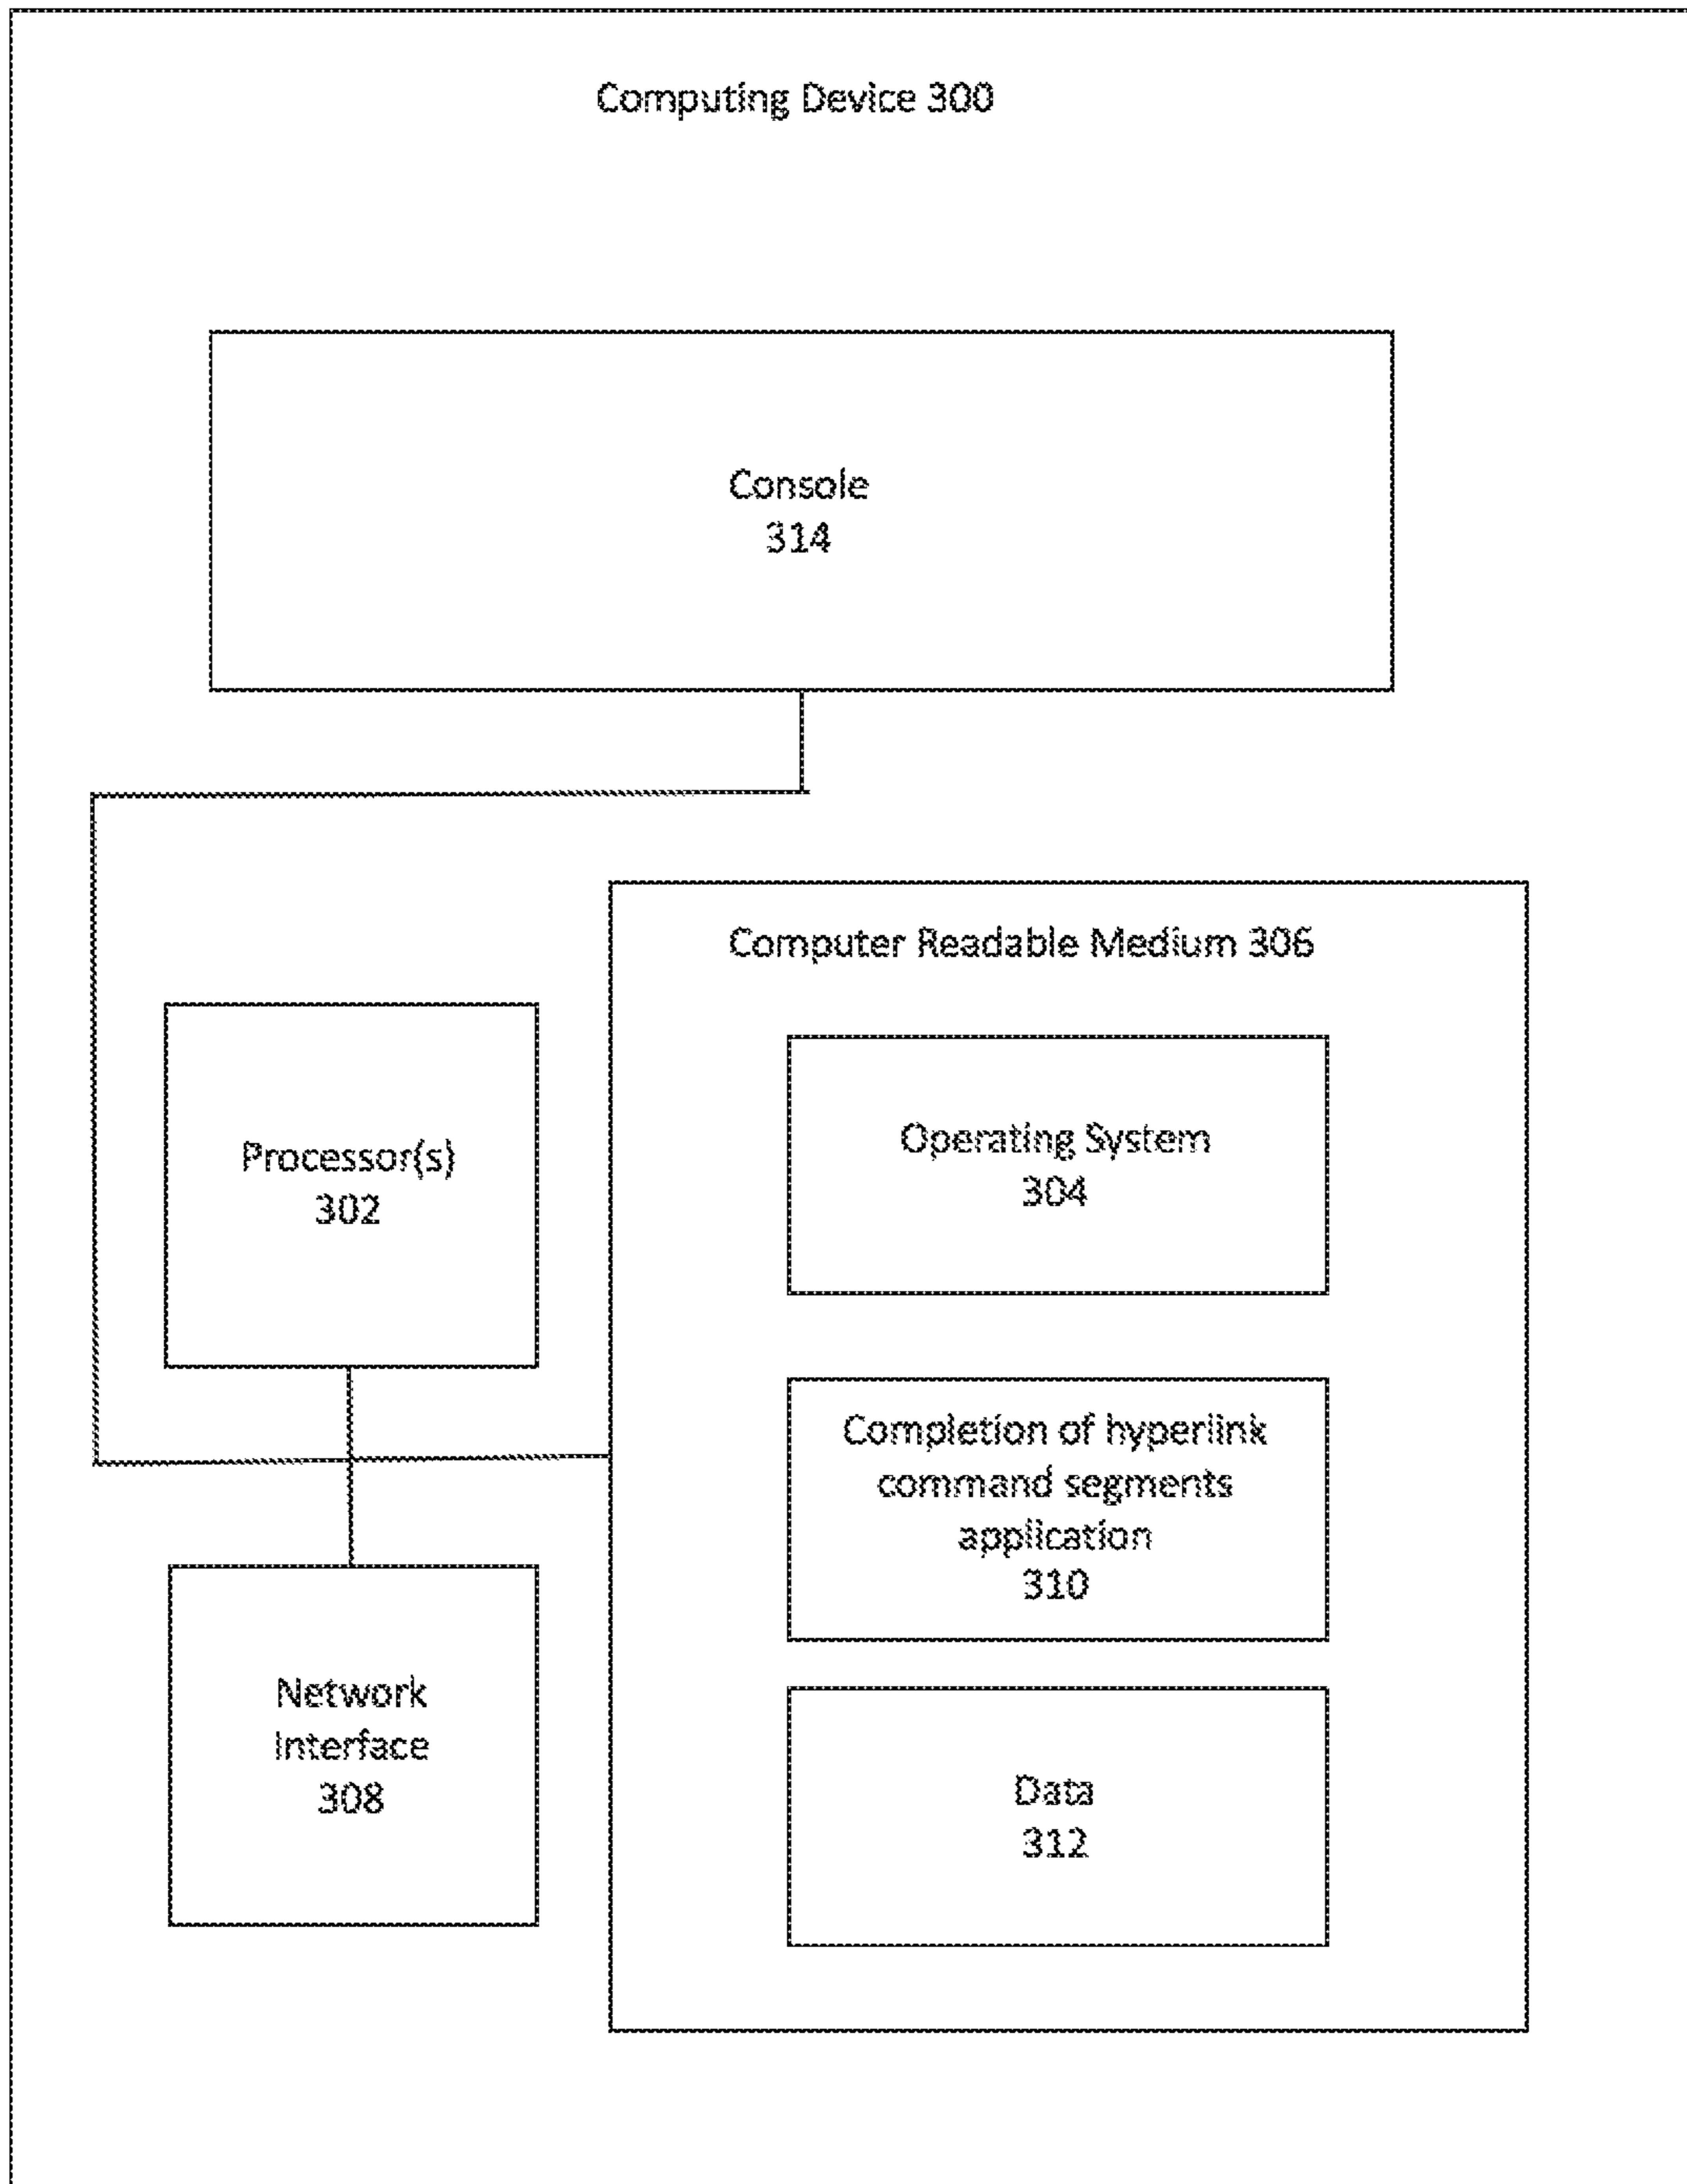 Computing Device 300
Console
314
Computer Readable Medium 306
Processor(s)
302
Operating System
304
Completion of hyperlink
command segments
application
310
Network
Interface
308
Data
312